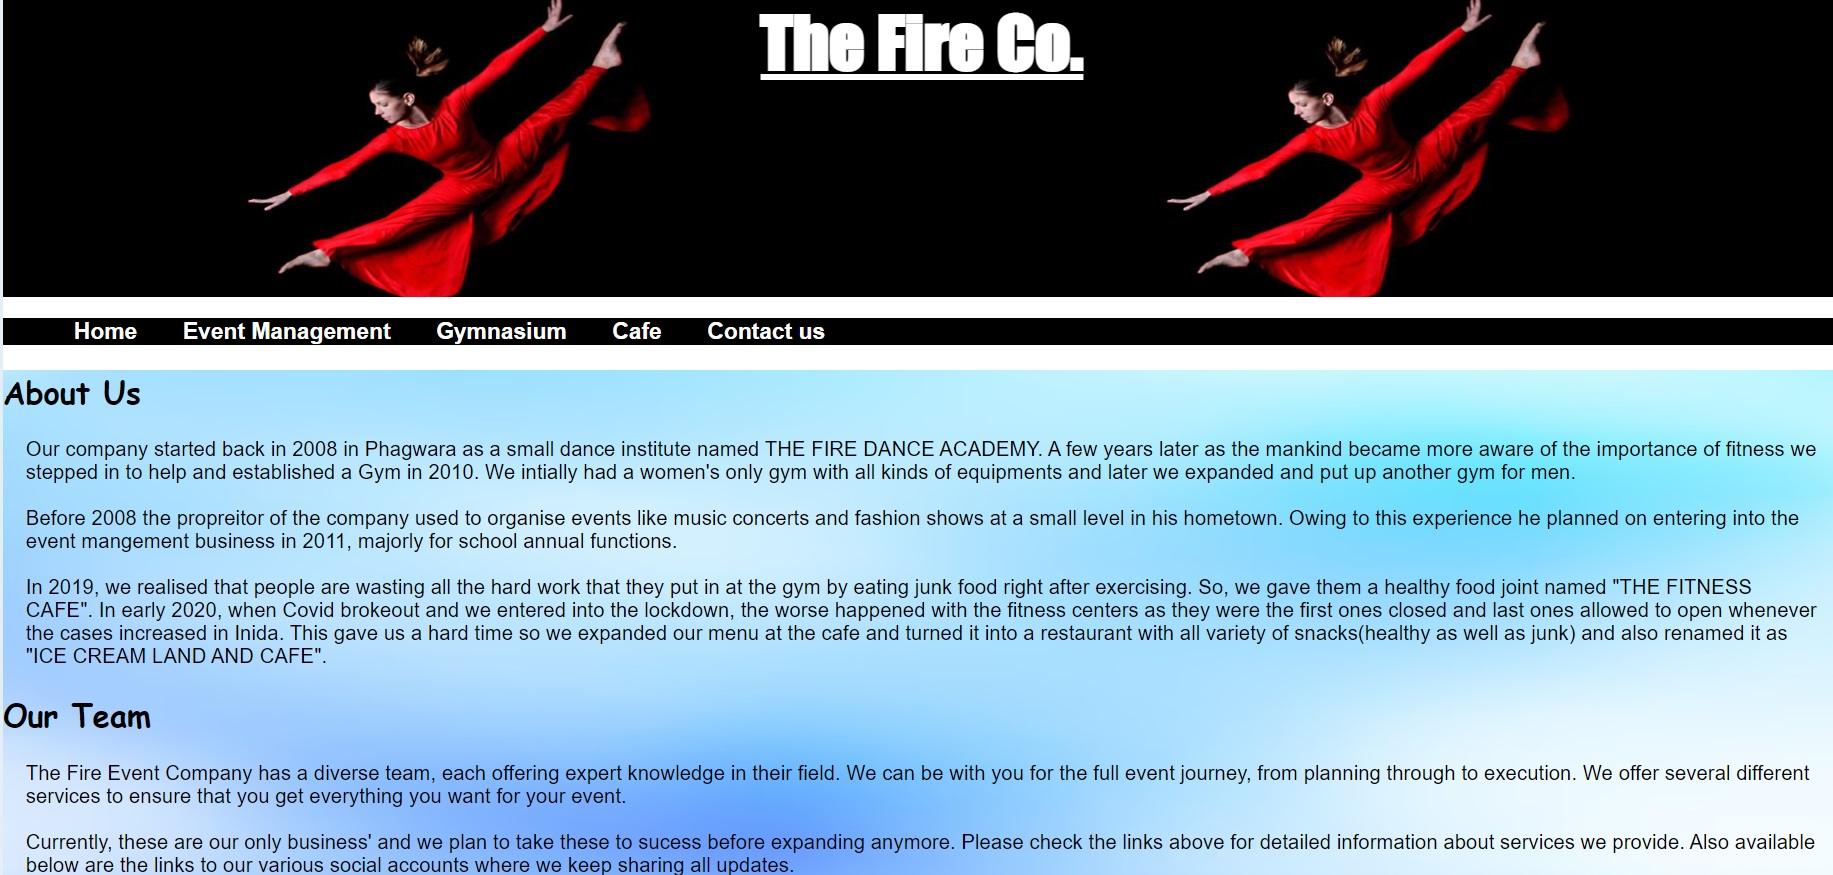 The Fire Co.
Home Event Management Gymnasium Cafe Contact us
About Us
Our company started back in 2008 in Phagwara as a small dance institute named THE FIRE DANCE ACADEMY. A few years later as the mankind became more aware of the importance of fitness we
stepped in to help and established a Gym in 2010. We intially had a women's only gym with all kinds of equipments and later we expanded and put up another gym for men.
Before 2008 the propreitor of the company used to organise events like music concerts and fashion shows at a small level in his hometown. Owing to this experience he planned on entering into the
event mangement business in 2011, majorly for school annual functions.
In 2019, we realised that people are wasting all the hard work that they put in at the gym by eating junk food right after exercising. So, we gave them a healthy food joint named "THE FITNESS
CAFE". In early 2020, when Covid brokeout and we entered into the lockdown, the worse happened with the fitness centers as they were the first ones closed and last ones allowed to open whenever
the cases increased in Inida. This gave us a hard time so we expanded our menu at the cafe and turned it into a restaurant with all variety of snacks(healthy as well as junk) and also renamed it as
"ICE CREAM LAND AND CAFE".
Our Team
The Fire Event Company has a diverse team, each offering expert knowledge in their field. We can be with you for the full event journey, from planning through to execution. We offer several different
services to ensure that you get everything you want for your event.
Currently, these are our only business' and we plan to take these to sucess before expanding anymore. Please check the links above for detailed information about services we provide. Also available
below are the links to our various social accounts where we keep sharing all updates.